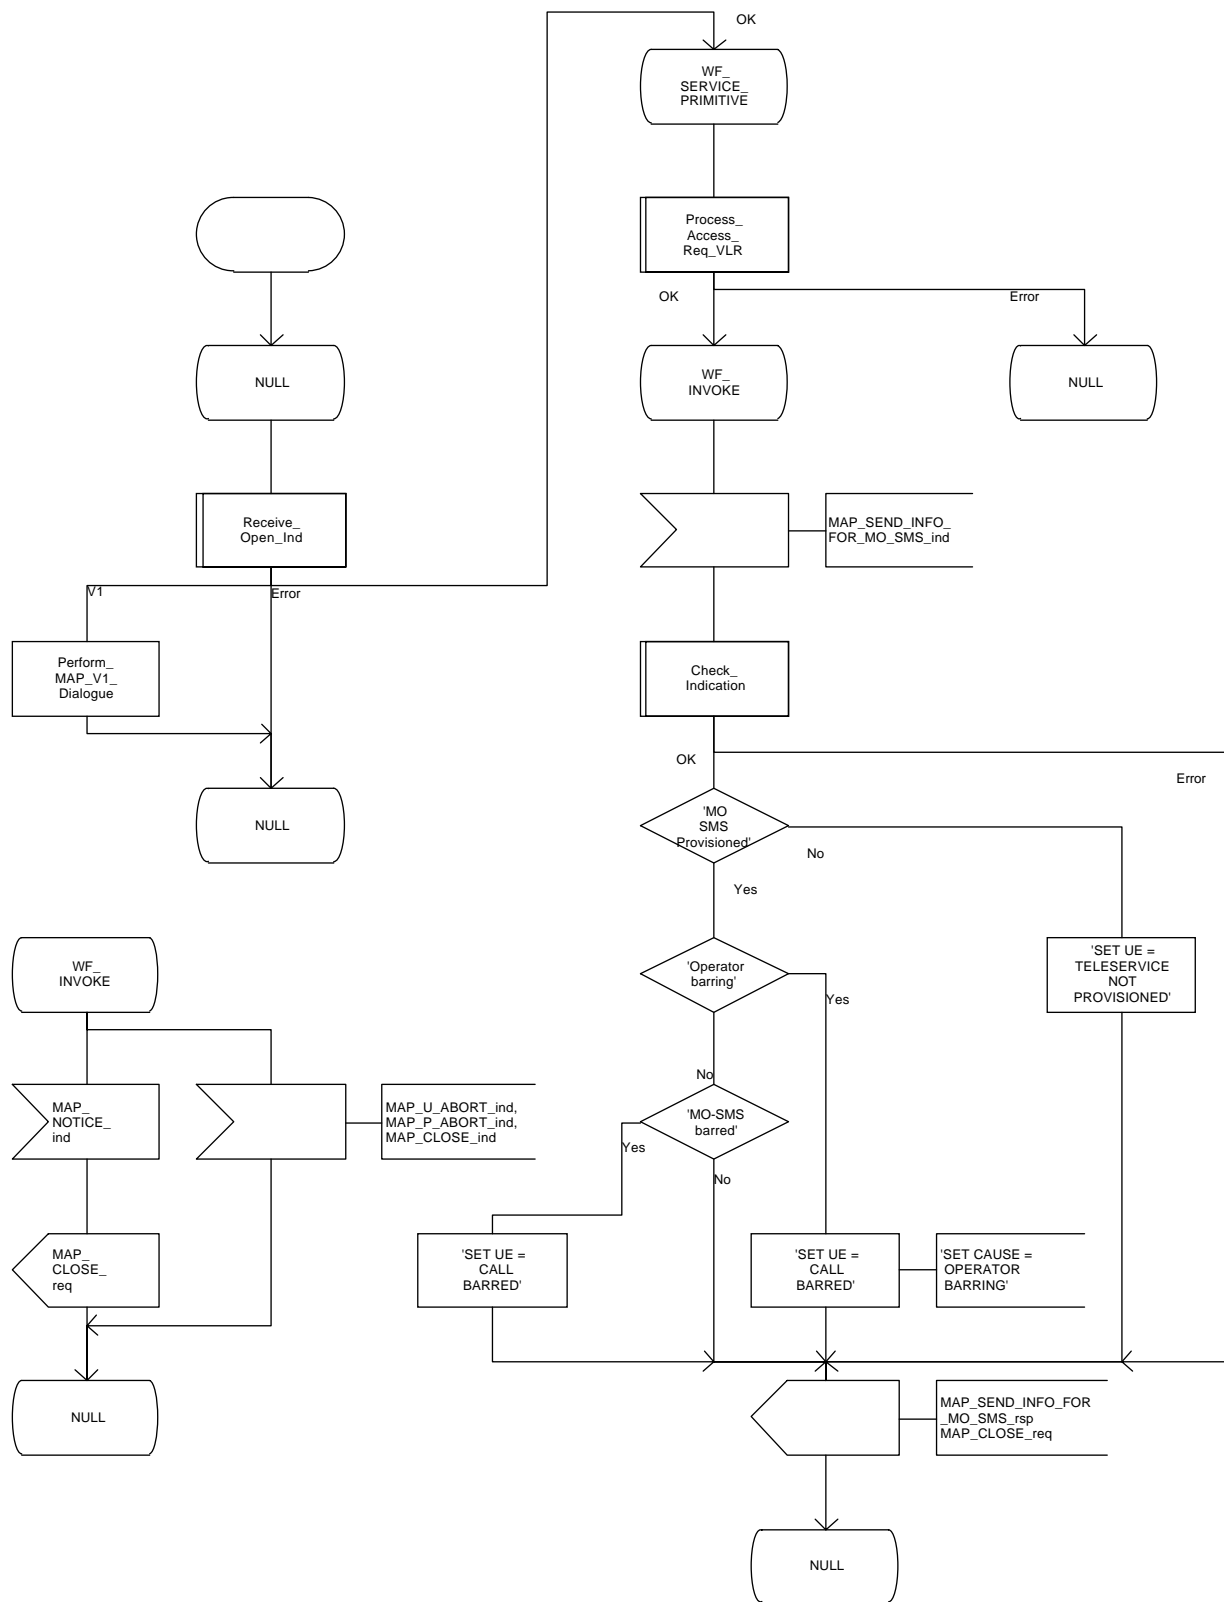 OK
WF_
SERVICE_
PRIMITIVE
Process_
Access_
Req_VLR
OK
Error
NULL
WF_
INVOKE
NULL
Receive_
Open_Ind
MAP_SEND_INFO_
FOR_MO_SMS_ind
V1
Error
Perform_
MAP_V1_
Dialogue
Check_
Indication
OK
Error
NULL
'MO
SMS
Provisioned'
No
Yes
WF_
INVOKE
'Operator
barring'
Yes
'SET UE =
TELESERVICE
NOT
PROVISIONED'
No
MAP_
NOTICE_
ind
MAP_U_ABORT_ind,
MAP_P_ABORT_ind,
MAP_CLOSE_ind
'MO-SMS
barred'
Yes
No
MAP_
CLOSE_
req
'SET UE =
CALL
BARRED'
'SET UE =
CALL
BARRED'
'SET CAUSE =
OPERATOR
BARRING'
NULL
MAP_SEND_INFO_FOR
_MO_SMS_rsp
MAP_CLOSE_req
NULL